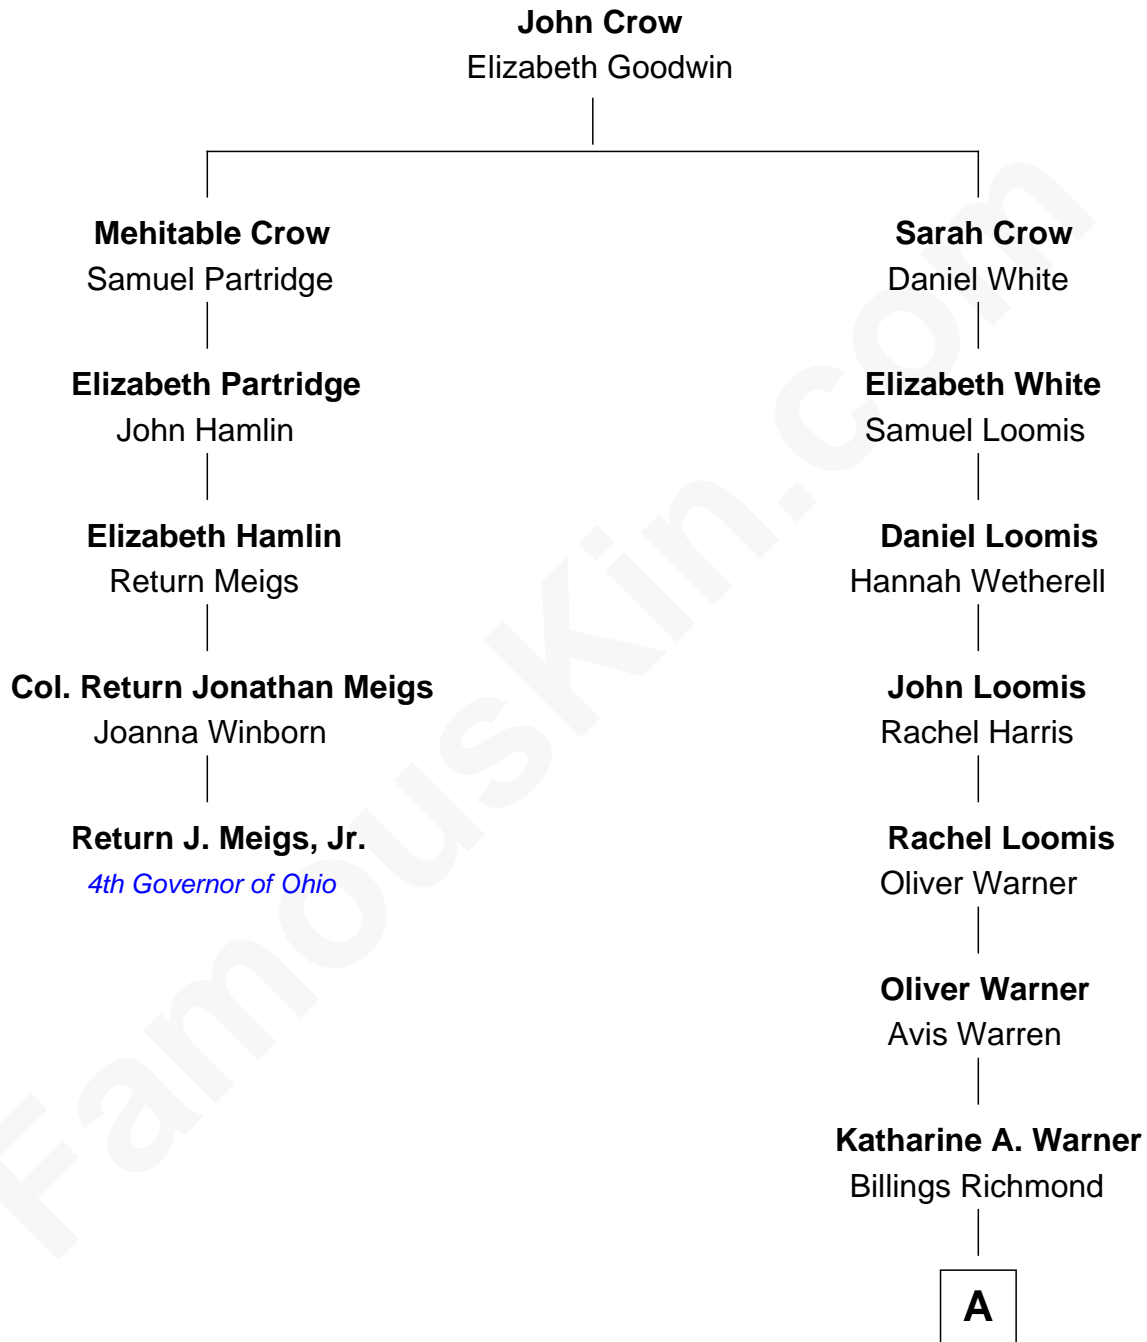 John Crow
Elizabeth Goodwin
Mehitable Crow
Samuel Partridge
Sarah Crow
Daniel White
Elizabeth Partridge
John Hamlin
Elizabeth White
Samuel Loomis
Elizabeth Hamlin
Return Meigs
Daniel Loomis
Hannah Wetherell
Col. Return Jonathan Meigs
Joanna Winborn
John Loomis
Rachel Harris
Return J. Meigs, Jr.
4th Governor of Ohio
Rachel Loomis
Oliver Warner
Oliver Warner
Avis Warren
Katharine A. Warner
Billings Richmond
A
FamousKin.com